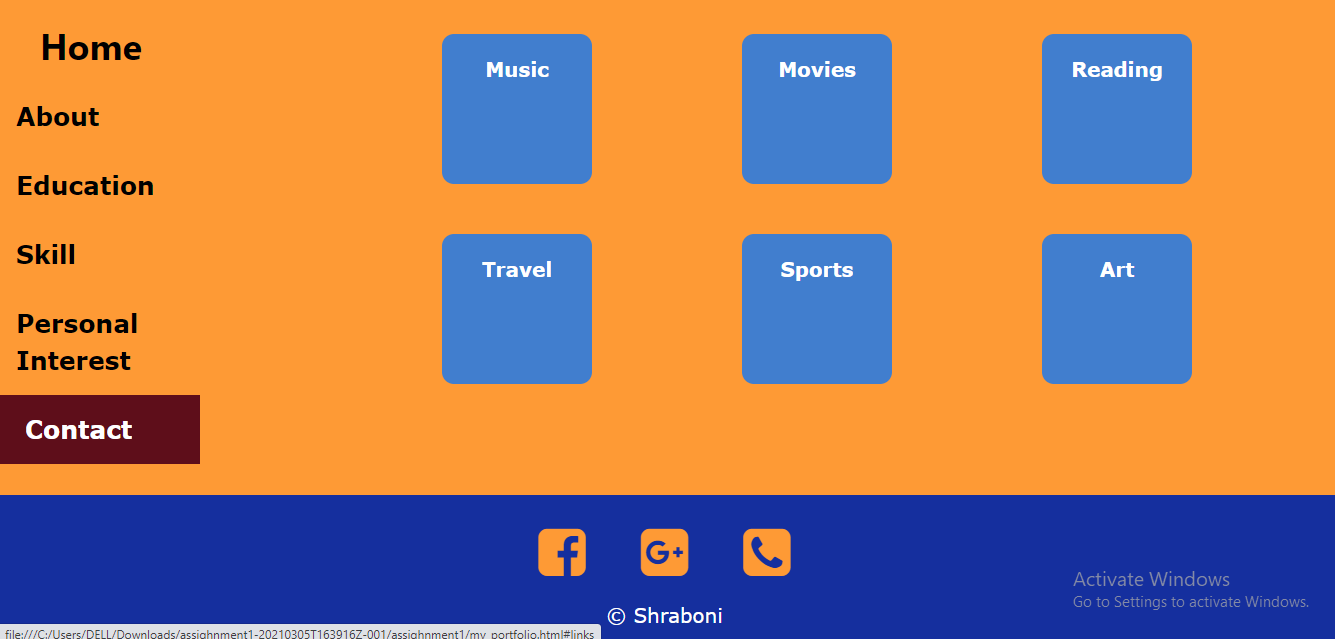 Home
About
Education
Skill
Personal
Interest
Contact
Music
Movies
Reading
Travel
Sports
Art
G+
© Shraboni
Activate Windows
Go to Settings to activate Windows.
file:///C:/Users/DELL/Downloads/assighnment1-20210305T163916Z-001/assighnment1/my_portfolio.html#links